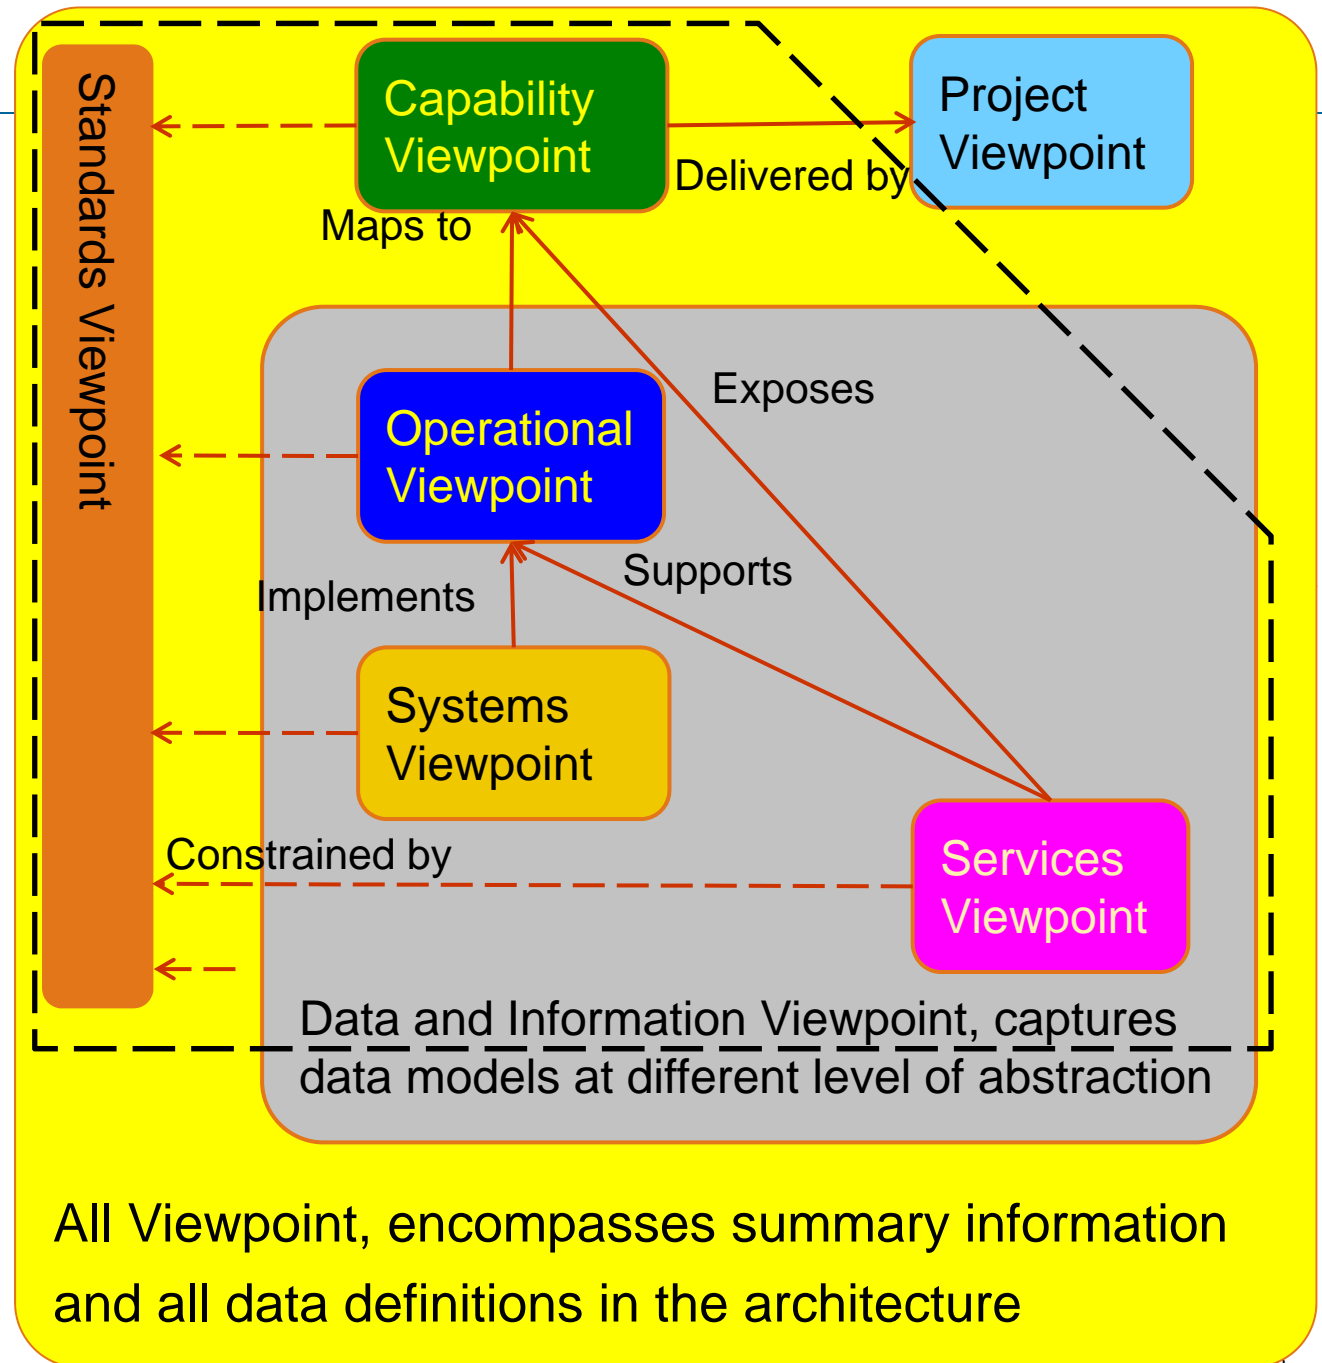 Standards Viewpoint
Capability
Viewpoint
Project
Viewpoint
Delivered by
Maps to
Exposes
Operational
Viewpoint
Supports
Implements
Systems
Viewpoint
Constrained by
Services
Viewpoint
Data and Information Viewpoint, captures
data models at different level of abstraction
All Viewpoint, encompasses summary information
and all data definitions in the architecture